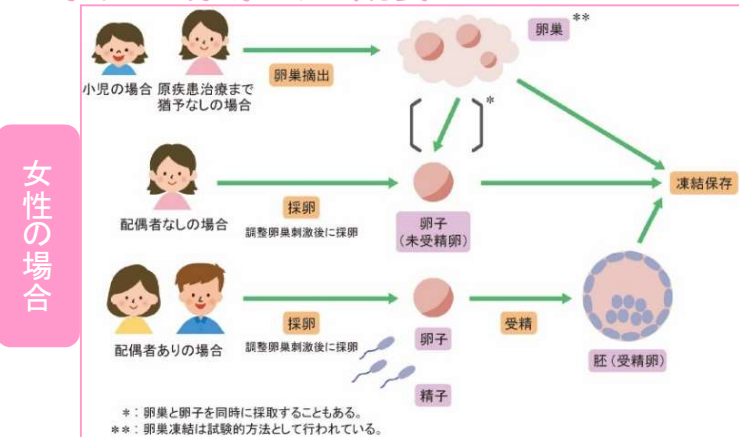 女性の場合
小児の場合
原疾患治療まで
猶予なしの場合
卵巣摘出
卵巣 **
*
配偶者なしの場合
採卵
調整卵巣刺激後に採卵
卵子
(未受精卵)
凍結保存
配偶者ありの場合
採卵
調整卵巣刺激後に採卵
卵子
精子
受精
胚(受精卵)
*：卵巣と卵子を同時に採取することもある。
**：卵巣凍結は試験的方法として行われている。